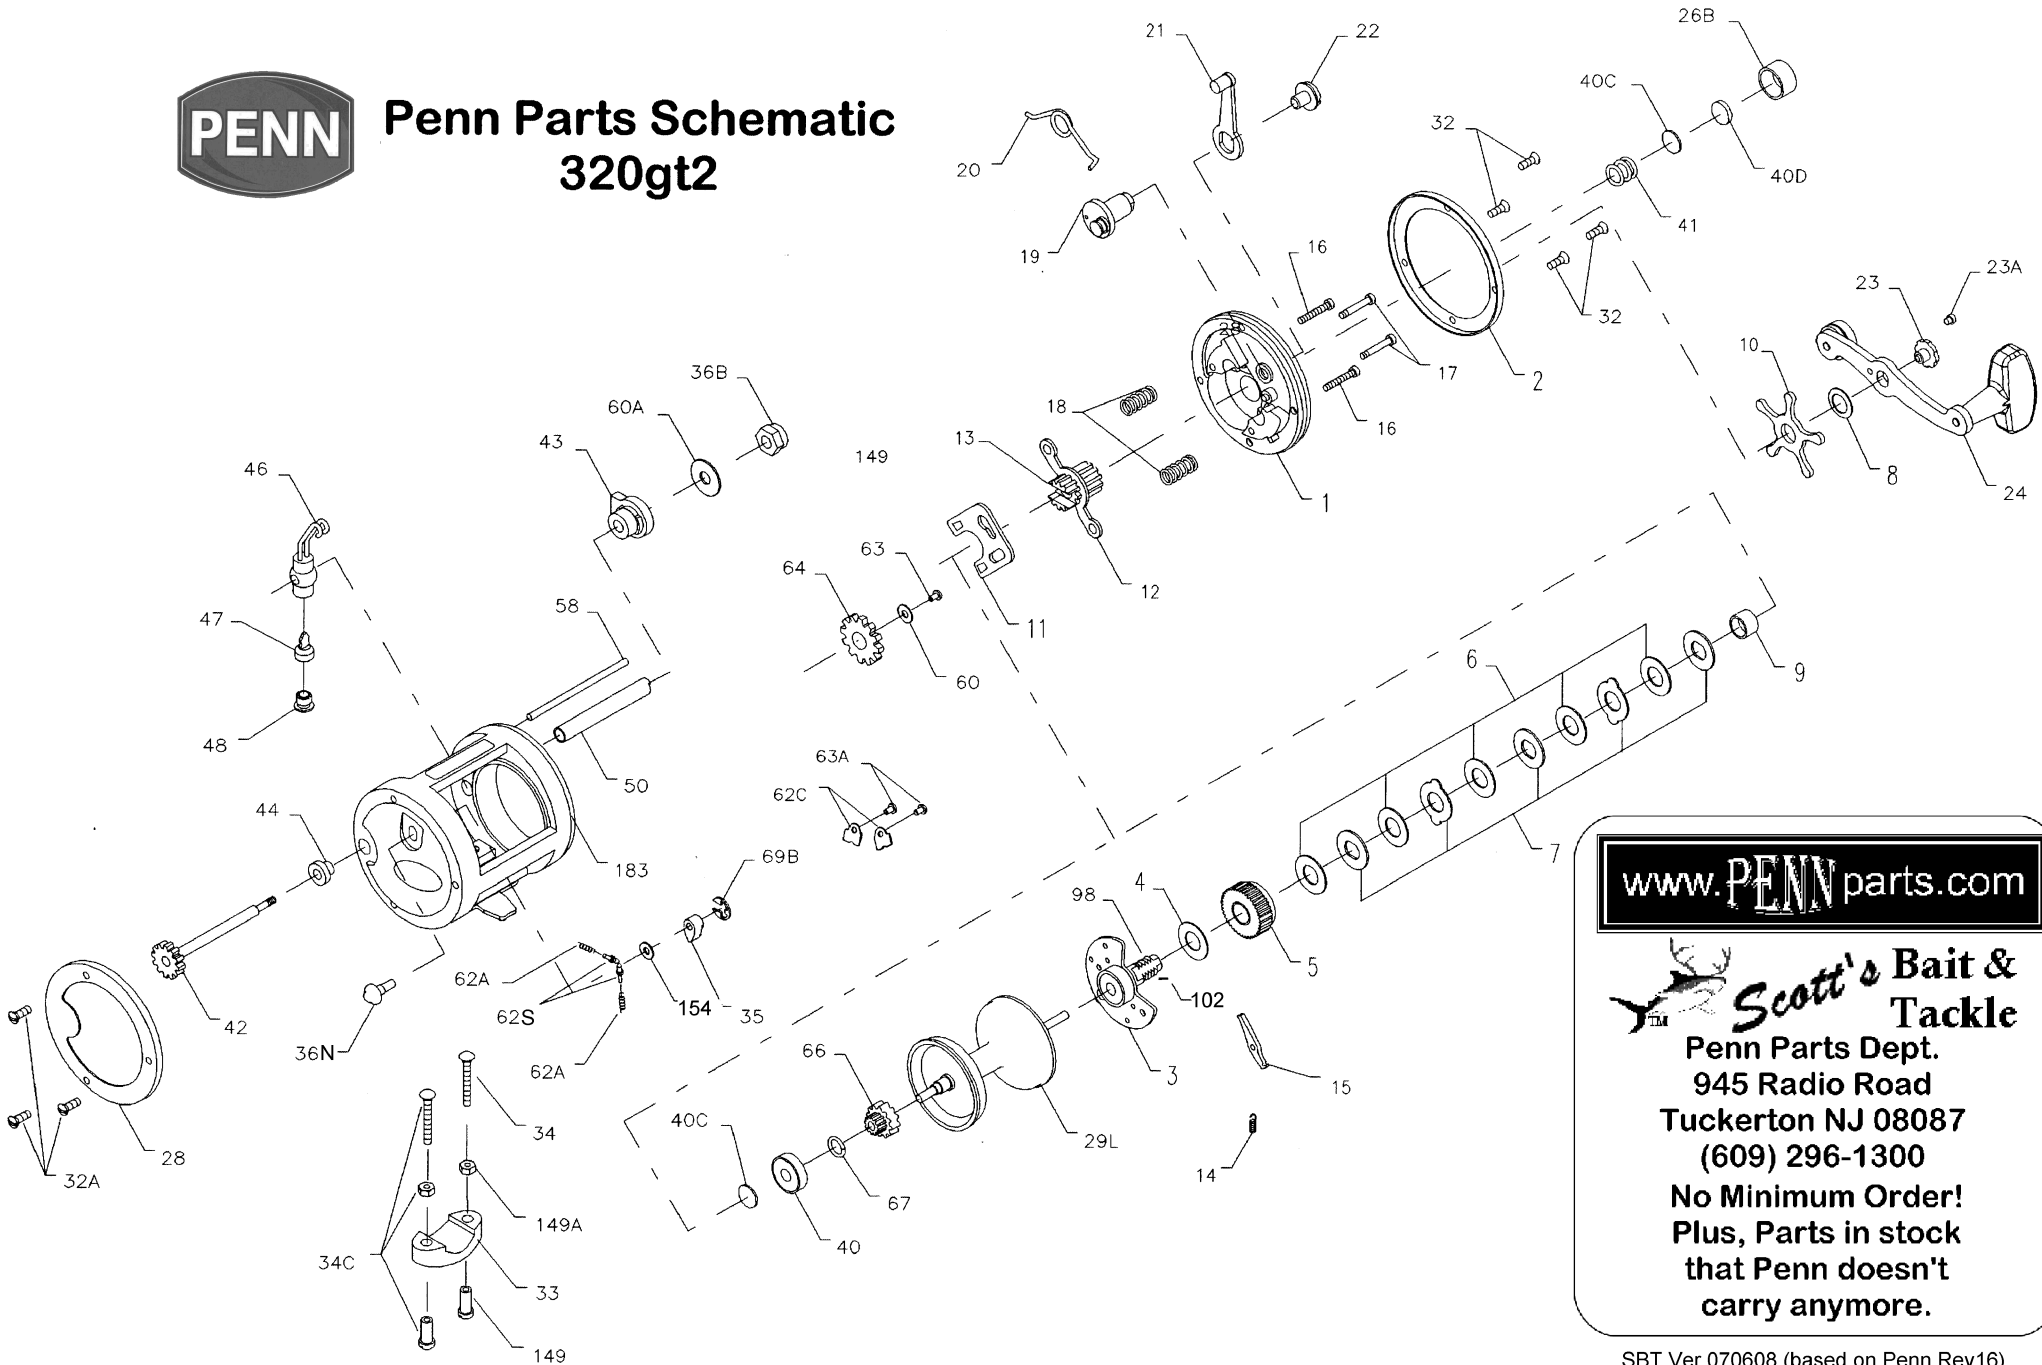 PENN
Penn Parts Schematic
320gt2
21
22
26B
40C
40D
32
20
41
19
16
23A
23
32
2
17
10
36B
60A
18
16
43
13
149
8
46
1
24
63
64
12
58
11
47
6
60
9
48
50
63A
62C
44
7
183
69B
98
4
www.PENNparts.com
5
62A
154
35
102
62S
42
36N
66
62A
3
15
TM
Scott's Bait &
Tackle
Penn Parts Dept.
945 Radio Road
Tuckerton NJ 08087
(609) 296-1300
No Minimum Order!
Plus, Parts in stock
that Penn doesn't
carry anymore.
34
40C
29L
28
32A
14
67
149A
40
34C
33
149
SBT Ver 070608 (based on Penn Rev16)